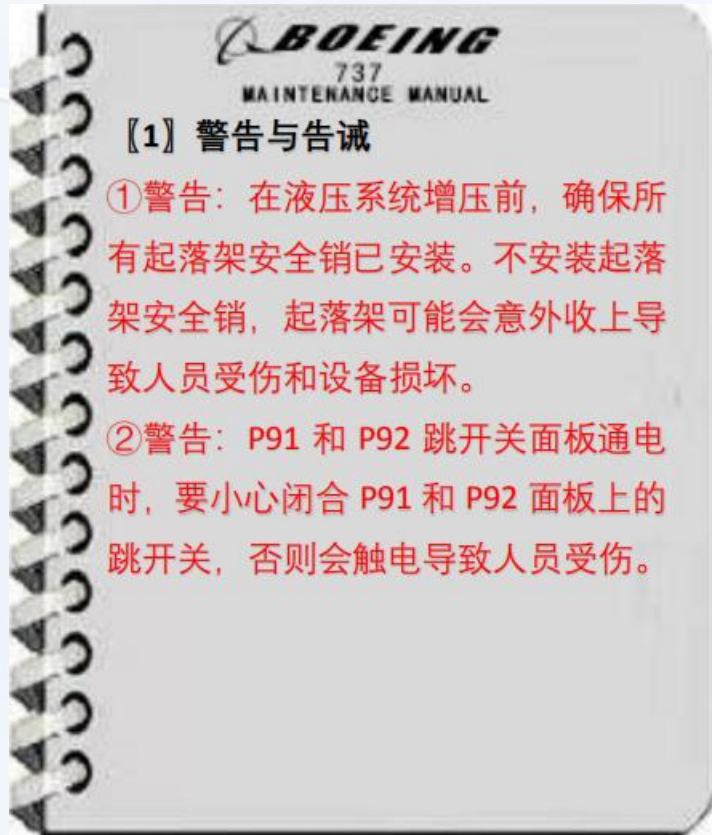 BOEING
737
MAINTENANCE MANUAL
〖1〗警告与告诫
①警告：在液压系统增压前，确保所
有起落架安全销已安装。不安装起落
架安全销，起落架可能会意外收上导
致人员受伤和设备损坏。
②警告：P91 和 P92 跳开关面板通电
时，要小心闭合 P91 和 P92 面板上的
跳开关，否则会触电导致人员受伤。